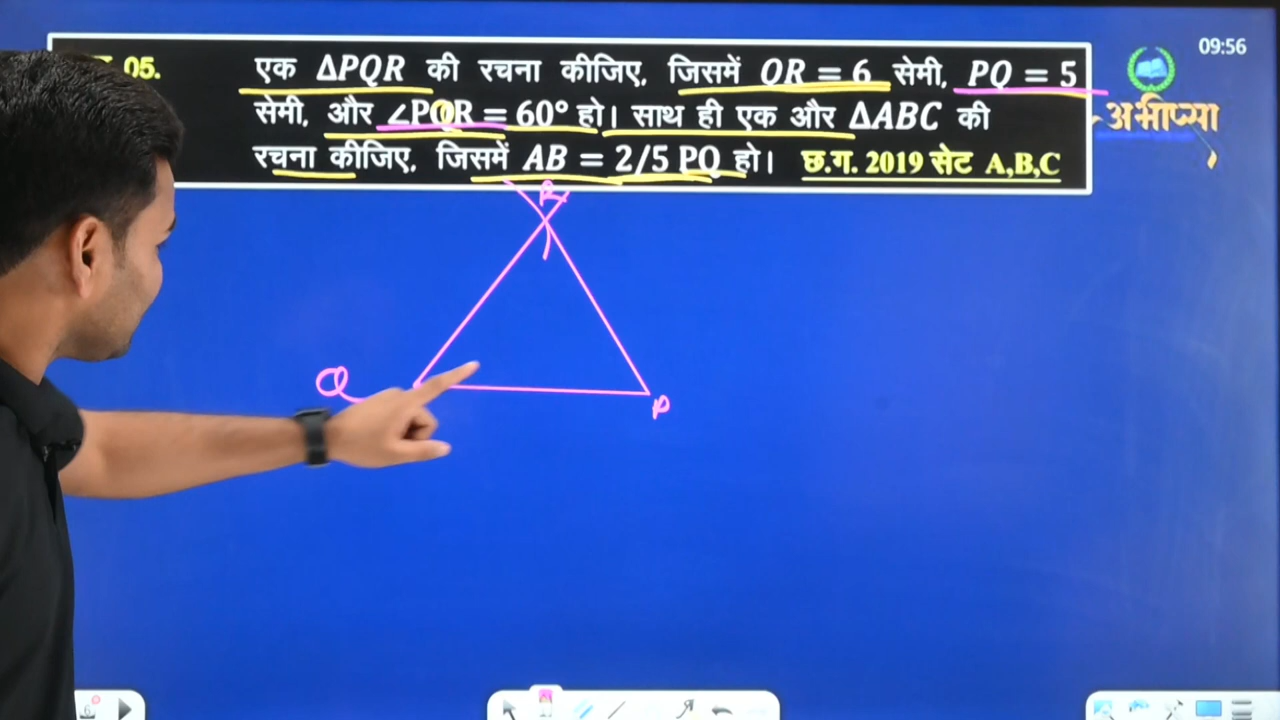 09:56
05. एक ΔPQR की रचना कीजिए, जिसमें QR = 6 सेमी, PQ = 5
सेमी, और ∠PQR = 60° हो। साथ ही एक और ΔABC की
रचना कीजिए, जिसमें AB = 2/5 PQ हो। छ.ग. 2019 सेट A,B,C
अभीप्सा
R
Q
P